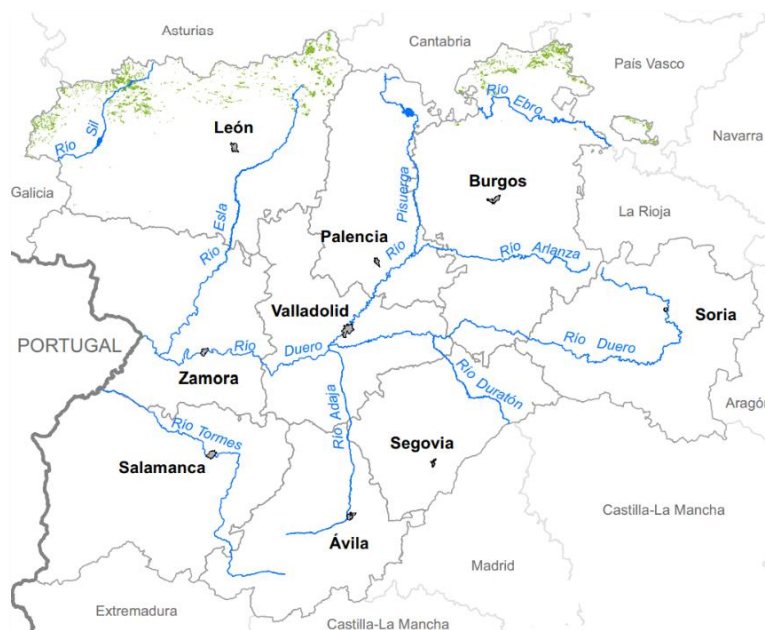 Asturias
Cantabria
País Vasco
Río Sil
Río Ebro
León
Navarra
Galicia
Burgos
Pisuerga
Río Esla
La Rioja
Palencia
Río
Río Arlanza
Valladolid
Soria
PORTUGAL
Río
Duero
Río Duero
Zamora
Río Duratón
Aragón
Río Adaja
Río Tormes
Segovia
Salamanca
Castilla-La Mancha
Ávila
Madrid
Extremadura
Castilla-La Mancha